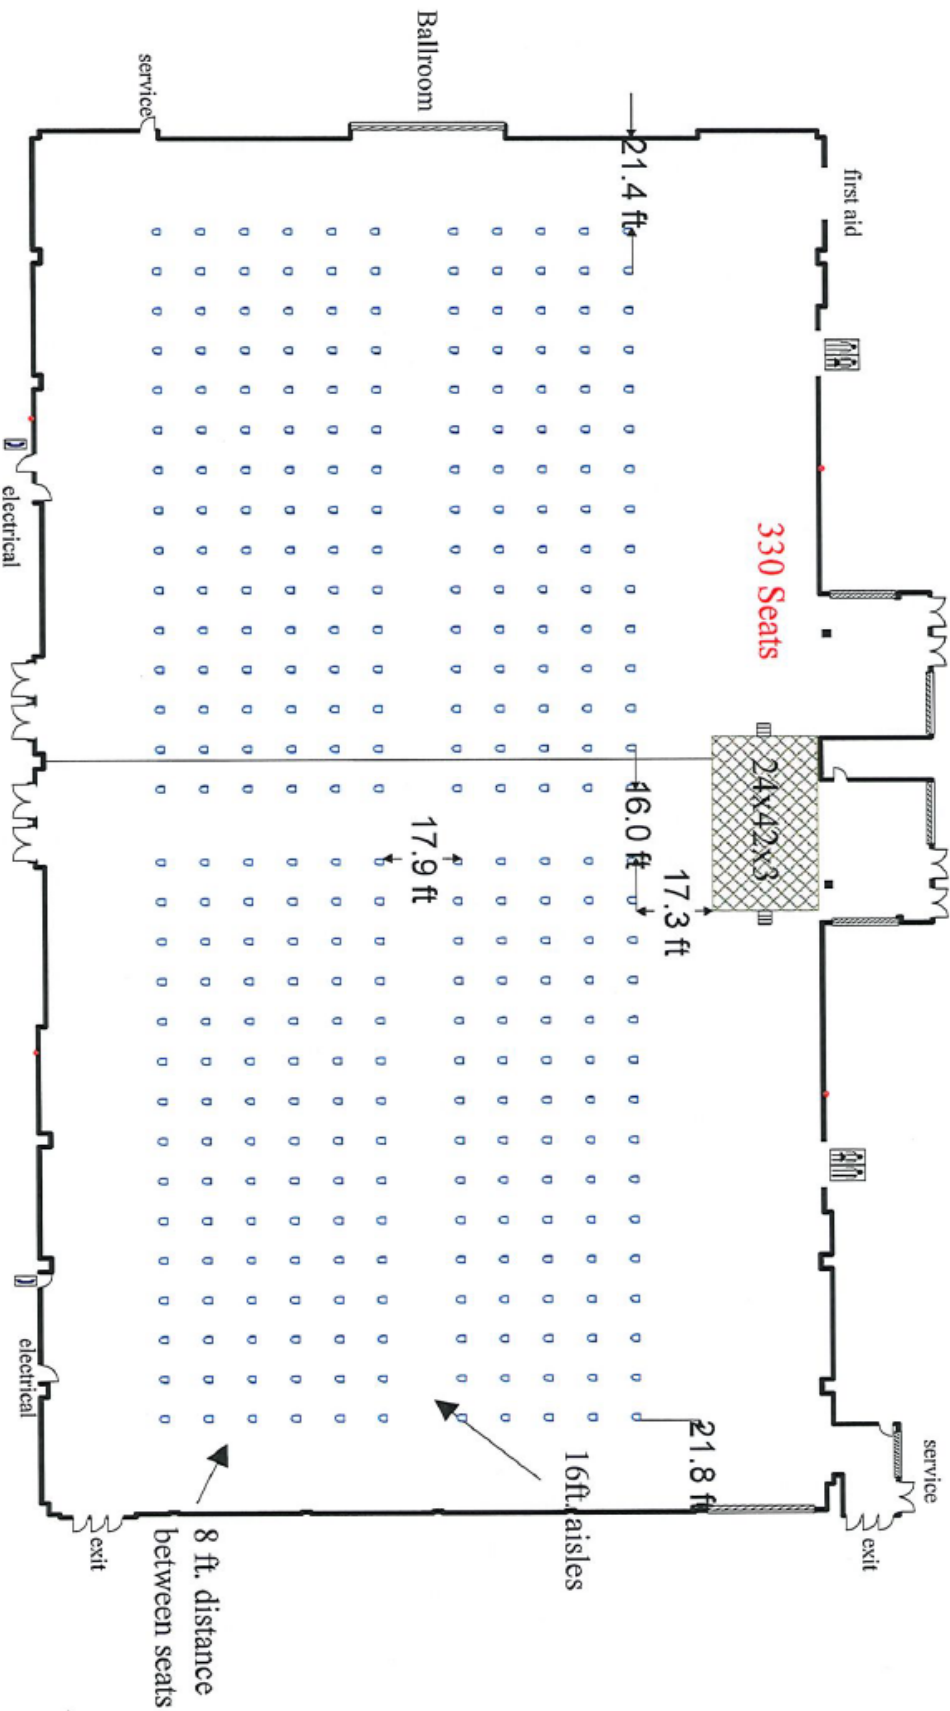 service
exit
first aid
330 Seats
24x42x3
21.8 ft
17.3 ft
21.4 ft
16.0 ft
16ft. aisles
Ballroom
17.9 ft
8 ft. distance
between seats
service
exit
electrical
electrical